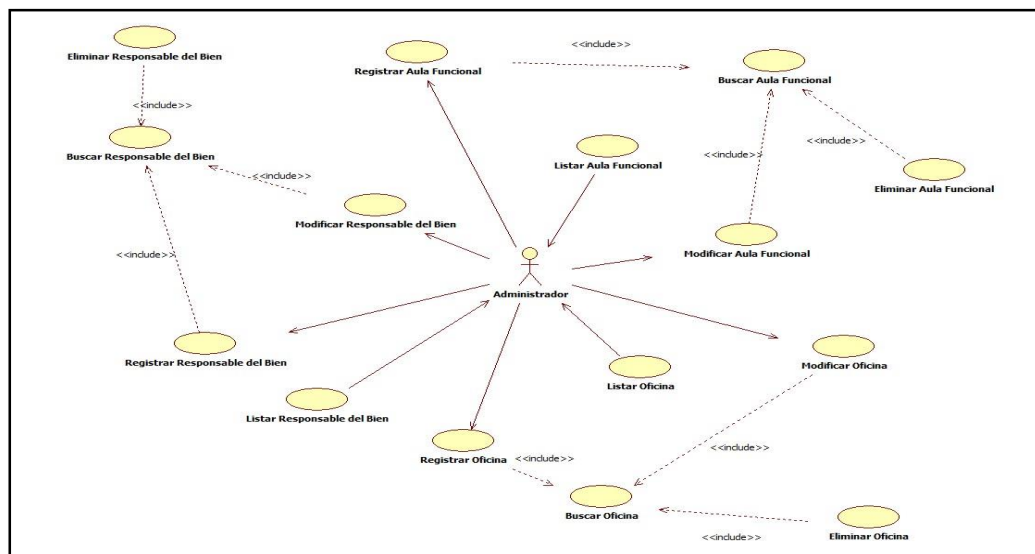 Eliminar Responsable del Bien
<<include>>
Buscar Responsable del Bien
<<include>>
Modificar Responsable del Bien
<<include>>
Registrar Responsable del Bien
Listar Responsable del Bien
Registrar Aula Funcional
<<include>>
Buscar Aula Funcional
Listar Aula Funcional
<<include>>
<<include>>
Eliminar Aula Funcional
Modificar Aula Funcional
Administrador
Modificar Oficina
Listar Oficina
Registrar Oficina
<<include>>
<<include>>
Buscar Oficina
<<include>>
Eliminar Oficina